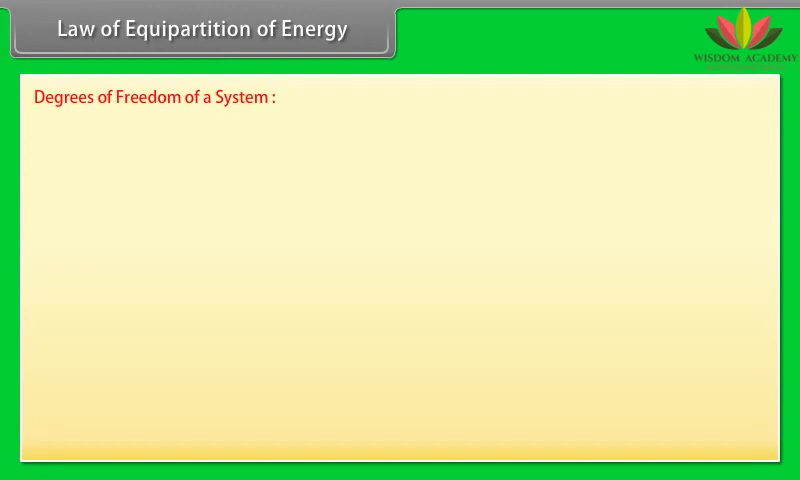 Law of Equipartition of Energy
WISDOM ACADEMY
Degrees of Freedom of a System :